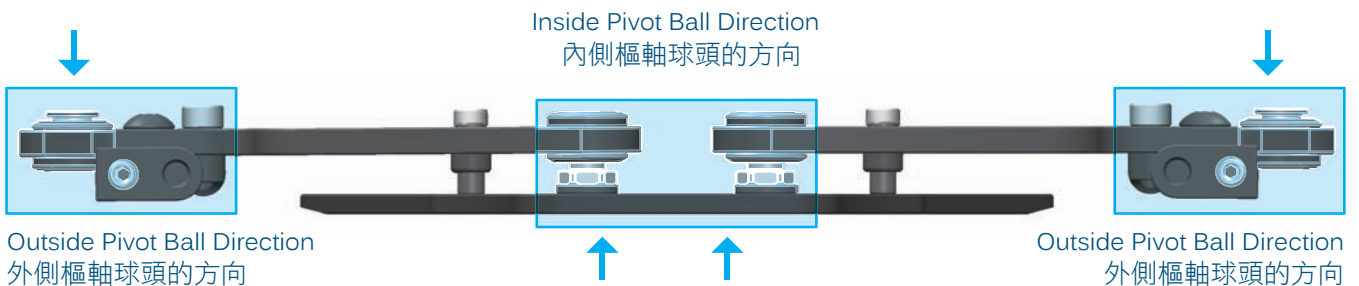 Inside Pivot Ball Direction
內側樞軸球頭的方向
Outside Pivot Ball Direction
外側樞軸球頭的方向
Outside Pivot Ball Direction
外側樞軸球頭的方向